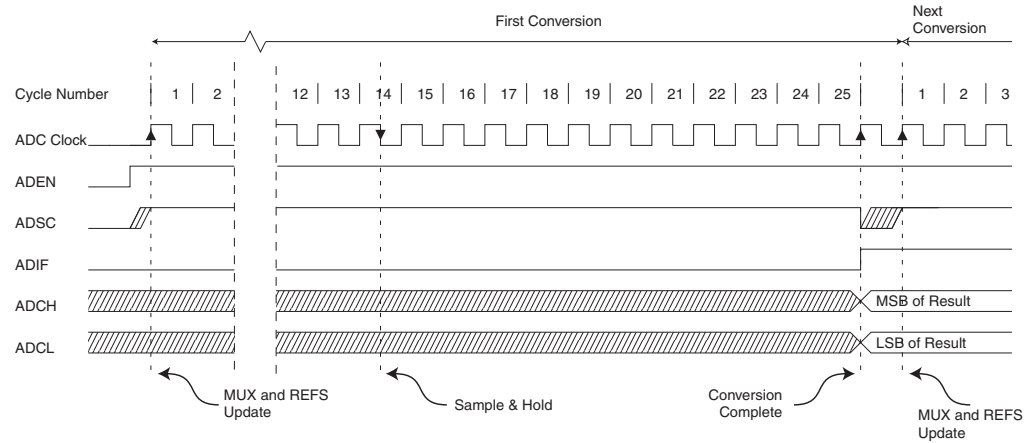 First Conversion
Next
Conversion
Cycle Number 1 2 12 13 14 15 16 17 18 19 20 21 22 23 24 25 1 2 3
ADC Clock
ADEN
ADSC
ADIF
ADCH MSB of Result
ADCL LSB of Result
MUX and REFS
Update
Sample & Hold
Conversion
Complete
MUX and REFS
Update